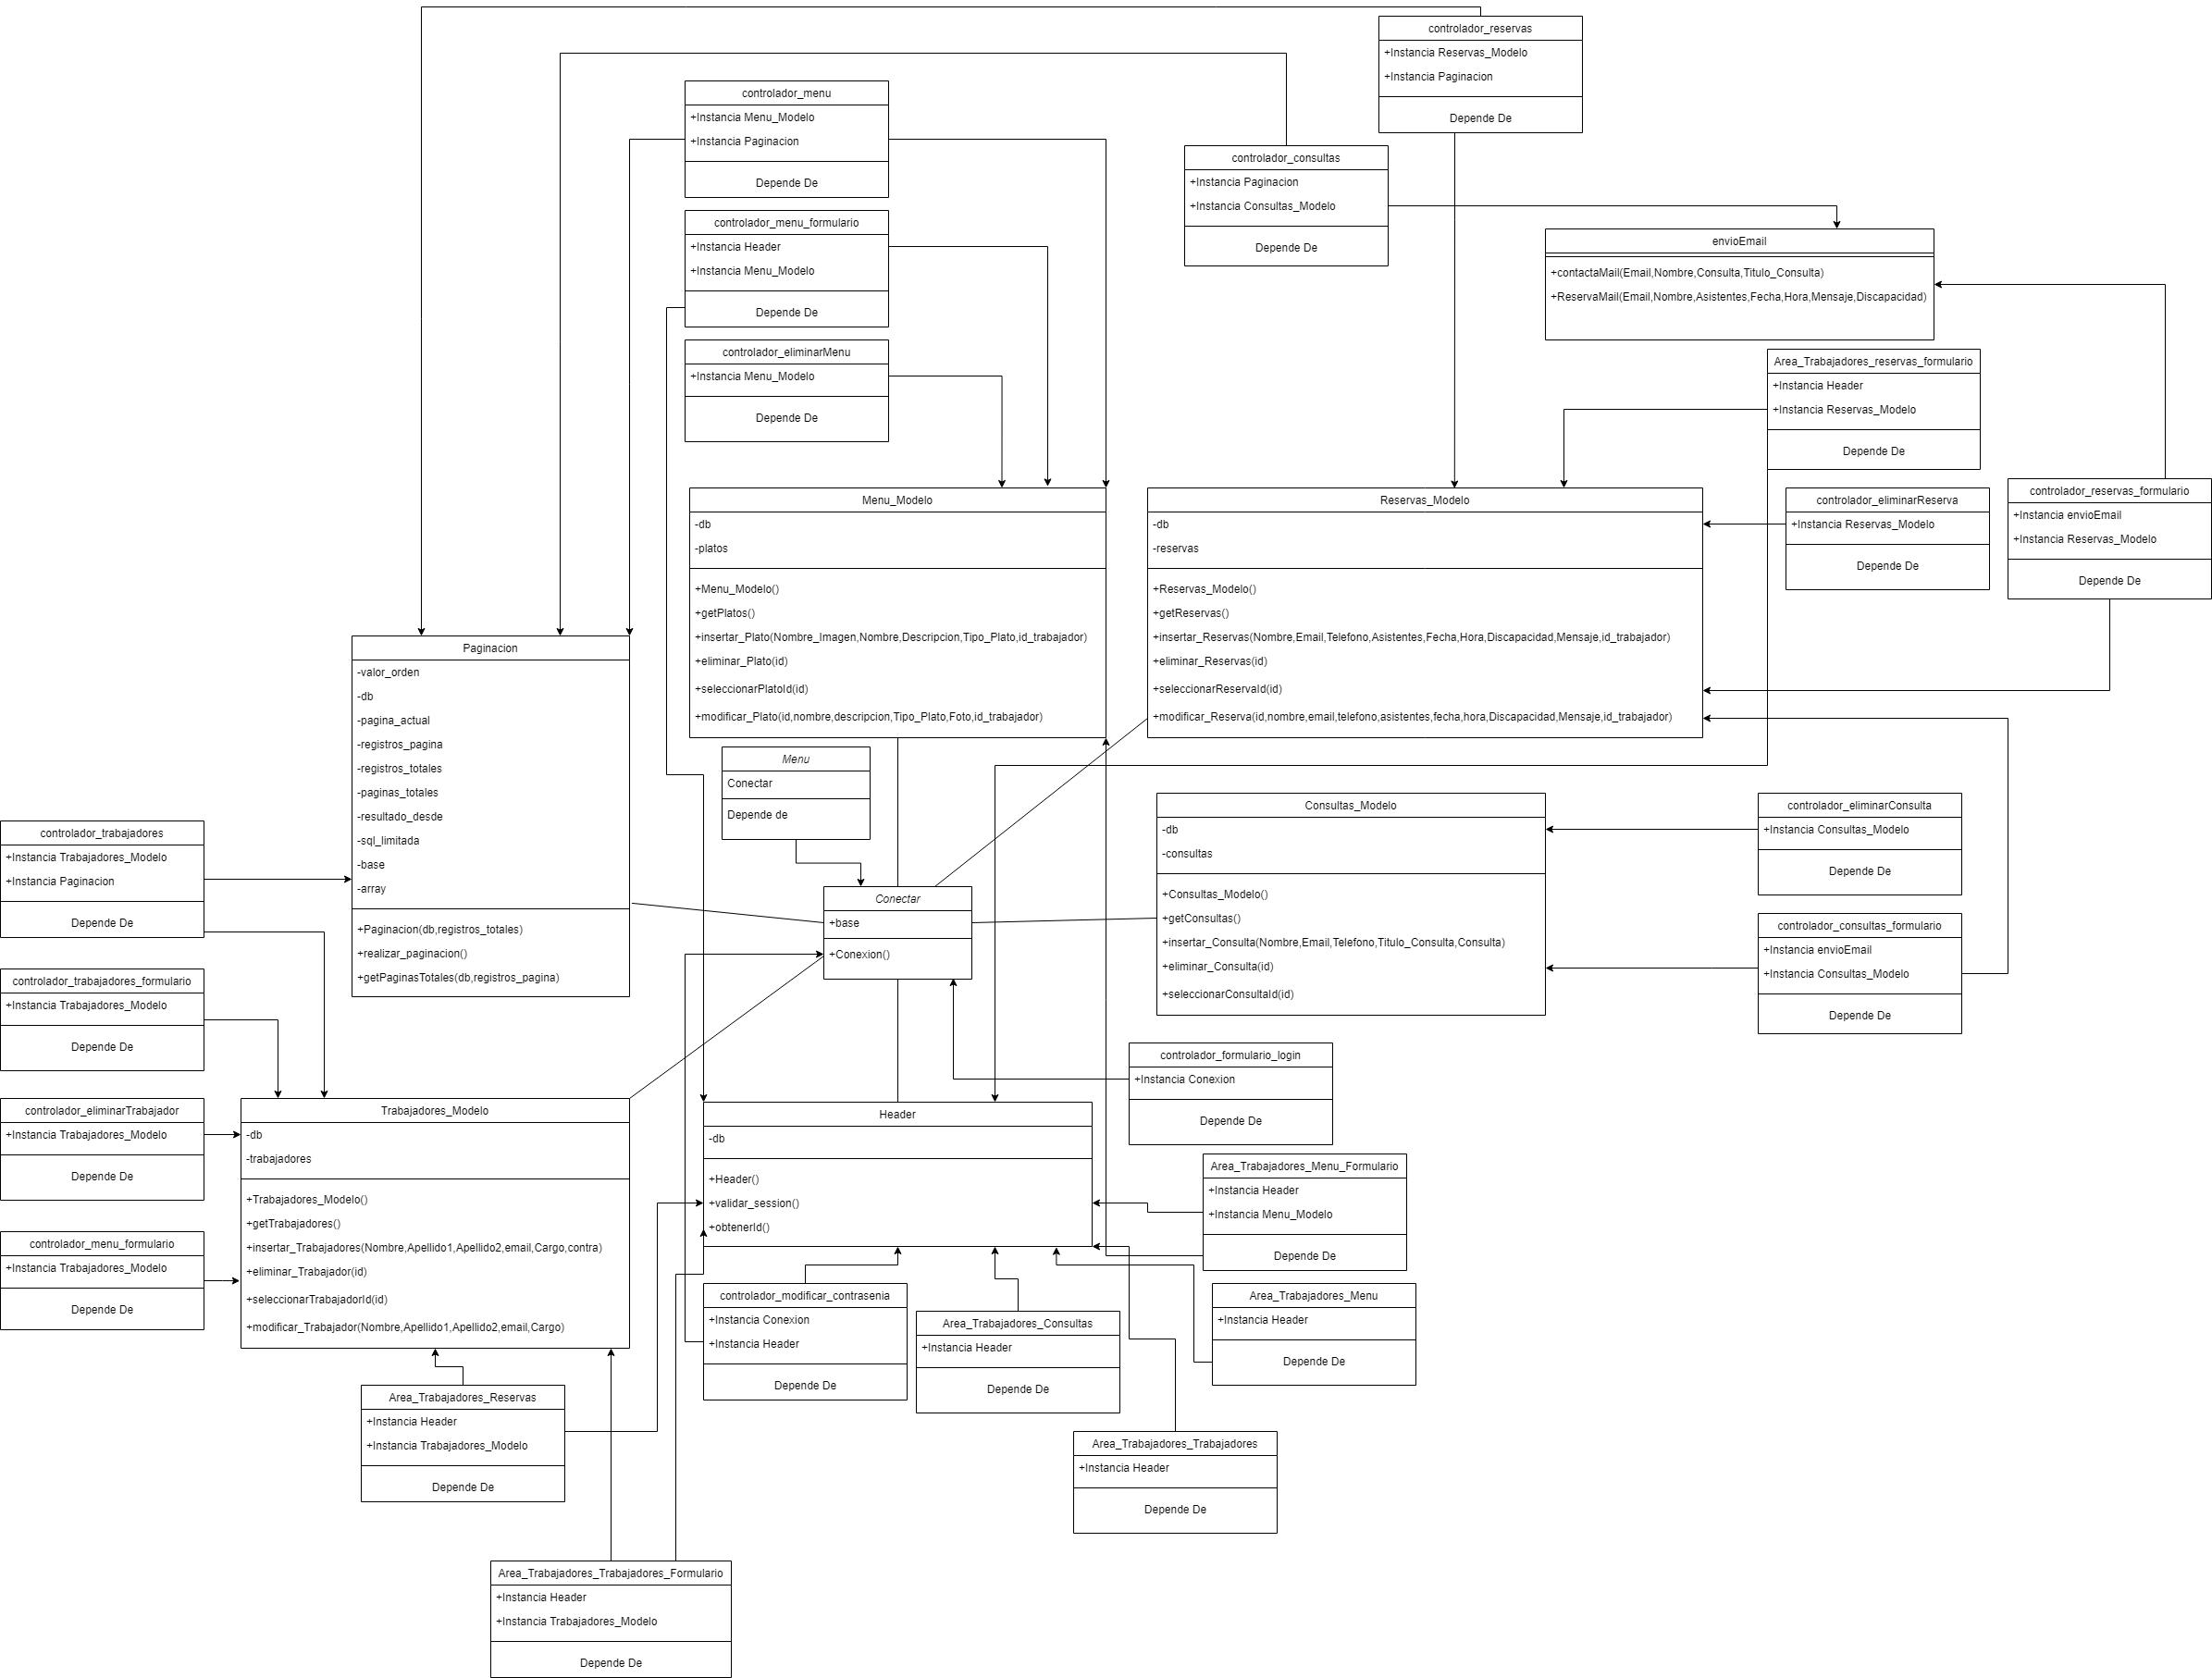 controlador_reservas
+Instancia Reservas_Modelo
+Instancia Paginacion
Depende De
controlador_menu
+Instancia Menu_Modelo
+Instancia Paginacion
Depende De
controlador_consultas
+Instancia Paginacion
+Instancia Consultas_Modelo
Depende De
controlador_menu_formulario
+Instancia Header
+Instancia Menu_Modelo
Depende De
envioEmail
+contactaMail(Email,Nombre,Consulta,Titulo_Consulta)
+ReservaMail(Email,Nombre,Asistentes,Fecha,Hora,Mensaje,Discapacidad)
controlador_eliminarMenu
+Instancia Menu_Modelo
Depende De
Area_Trabajadores_reservas_formulario
+Instancia Header
+Instancia Reservas_Modelo
Depende De
Menu_Modelo
-db
-platos
+Menu_Modelo()
+getPlatos()
+insertar_Plato(Nombre_Imagen,Nombre,Descripcion,Tipo_Plato,id_trabajador)
+eliminar_Plato(id)
+seleccionarPlatoId(id)
+modificar_Plato(id,nombre,descripcion,Tipo_Plato,Foto,id_trabajador)
Reservas_Modelo
-db
-reservas
+Reservas_Modelo()
+getReservas()
+insertar_Reservas(Nombre,Email,Telefono,Asistentes,Fecha,Hora,Discapacidad,Mensaje,id_trabajador)
+eliminar_Reservas(id)
+seleccionarReservaId(id)
+modificar_Reserva(id,nombre,email,telefono,asistentes,fecha,hora,Discapacidad,Mensaje,id_trabajador)
controlador_eliminarReserva
+Instancia Reservas_Modelo
Depende De
controlador_reservas_formulario
+Instancia envioEmail
+Instancia Reservas_Modelo
Depende De
Paginacion
-valor_orden
-db
-pagina_actual
-registros_pagina
-registros_totales
-paginas_totales
-resultado_desde
-sql_limitada
-base
-array
+Paginacion(db,registros_totales)
+realizar_paginacion()
+getPaginasTotales(db,registros_pagina)
Menu
Conectar
Depende de
Consultas_Modelo
-db
-consultas
+Consultas_Modelo()
+getConsultas()
+insertar_Consulta(Nombre,Email,Telefono,Titulo_Consulta,Consulta)
+eliminar_Consulta(id)
+seleccionarConsultaId(id)
controlador_eliminarConsulta
+Instancia Consultas_Modelo
Depende De
controlador_trabajadores
+Instancia Trabajadores_Modelo
+Instancia Paginacion
Depende De
Conectar
+base
+Conexion()
controlador_consultas_formulario
+Instancia envioEmail
+Instancia Consultas_Modelo
Depende De
controlador_trabajadores_formulario
+Instancia Trabajadores_Modelo
Depende De
controlador_formulario_login
+Instancia Conexion
Depende De
controlador_eliminarTrabajador
+Instancia Trabajadores_Modelo
Depende De
Trabajadores_Modelo
-db
-trabajadores
+Trabajadores_Modelo()
+getTrabajadores()
+insertar_Trabajadores(Nombre,Apellido1,Apellido2,email,Cargo,contra)
+eliminar_Trabajador(id)
+seleccionarTrabajadorId(id)
+modificar_Trabajador(Nombre,Apellido1,Apellido2,email,Cargo)
Header
-db
+Header()
+validar_session()
+obtenerId()
Area_Trabajadores_Menu_Formulario
+Instancia Header
+Instancia Menu_Modelo
Depende De
controlador_menu_formulario
+Instancia Trabajadores_Modelo
Depende De
controlador_modificar_contrasenia
+Instancia Conexion
+Instancia Header
Depende De
Area_Trabajadores_Consultas
+Instancia Header
Depende De
Area_Trabajadores_Menu
+Instancia Header
Depende De
Area_Trabajadores_Reservas
+Instancia Header
+Instancia Trabajadores_Modelo
Depende De
Area_Trabajadores_Trabajadores
+Instancia Header
Depende De
Area_Trabajadores_Trabajadores_Formulario
+Instancia Header
+Instancia Trabajadores_Modelo
Depende De